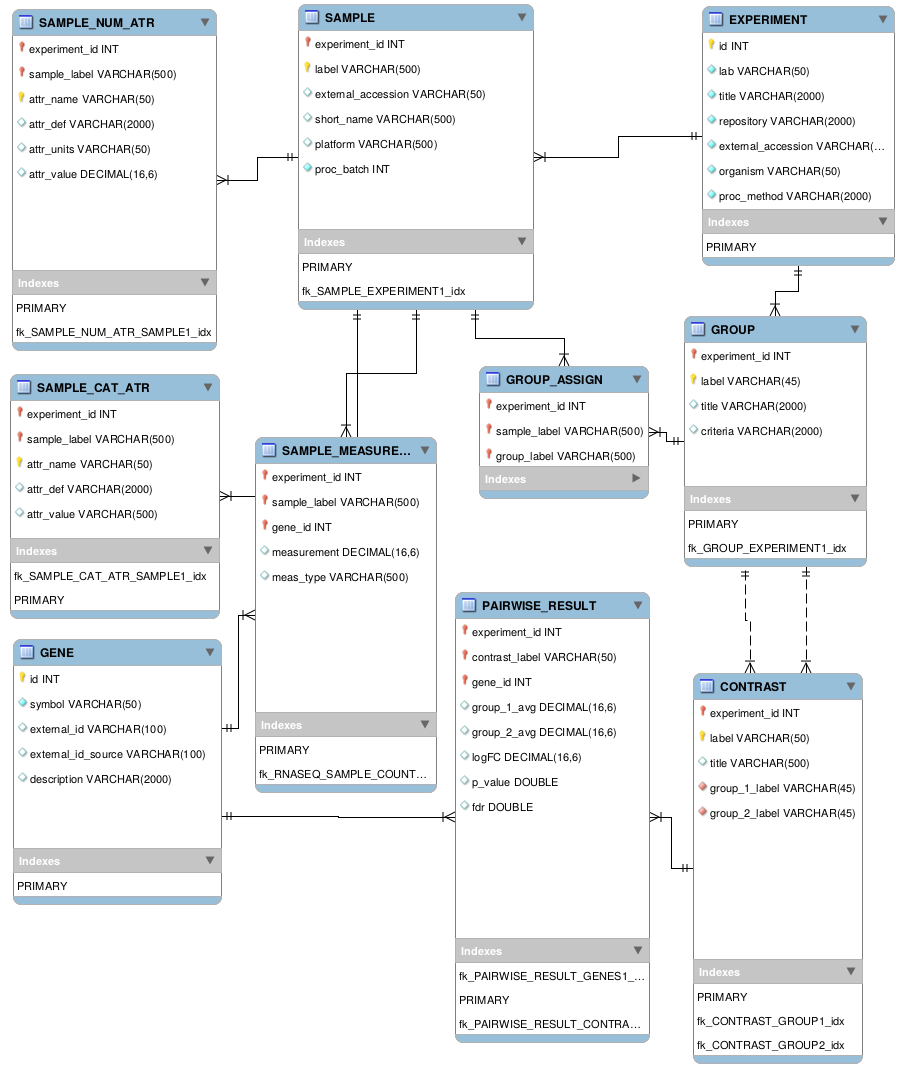 SAMPLE_NUM_ATR
experiment_id INT
sample_label VARCHAR(500)
attr_name VARCHAR(50)
attr_def VARCHAR(2000)
attr_units VARCHAR(50)
attr_value DECIMAL(16,6)
Indexes
PRIMARY
fk_SAMPLE_NUM_ATR_SAMPLE1_idx
SAMPLE
experiment_id INT
label VARCHAR(500)
external_accession VARCHAR(50)
short_name VARCHAR(500)
platform VARCHAR(500)
proc_batch INT
Indexes
PRIMARY
fk_SAMPLE_EXPERIMENT1_idx
EXPERIMENT
id INT
lab VARCHAR(50)
title VARCHAR(2000)
repository VARCHAR(2000)
external_accession VARCHAR(...
organism VARCHAR(50)
proc_method VARCHAR(2000)
Indexes
PRIMARY
SAMPLE_CAT_ATR
experiment_id INT
sample_label VARCHAR(500)
attr_name VARCHAR(50)
attr_def VARCHAR(2000)
attr_value VARCHAR(500)
Indexes
fk_SAMPLE_CAT_ATR_SAMPLE1_idx
PRIMARY
SAMPLE_MEASURE...
experiment_id INT
sample_label VARCHAR(500)
gene_id INT
measurement DECIMAL(16,6)
meas_type VARCHAR(500)
Indexes
PRIMARY
fk_RNASEQ_SAMPLE_COUNT...
GROUP_ASSIGN
experiment_id INT
sample_label VARCHAR(500)
group_label VARCHAR(500)
Indexes
GROUP
experiment_id INT
label VARCHAR(45)
title VARCHAR(2000)
criteria VARCHAR(2000)
Indexes
PRIMARY
fk_GROUP_EXPERIMENT1_idx
GENE
id INT
symbol VARCHAR(50)
external_id VARCHAR(100)
external_id_source VARCHAR(100)
description VARCHAR(2000)
Indexes
PRIMARY
PAIRWISE_RESULT
experiment_id INT
contrast_label VARCHAR(50)
gene_id INT
group_1_avg DECIMAL(16,6)
group_2_avg DECIMAL(16,6)
logFC DECIMAL(16,6)
p_value DOUBLE
fdr DOUBLE
Indexes
fk_PAIRWISE_RESULT_GENES1_...
PRIMARY
fk_PAIRWISE_RESULT_CONTRA...
CONTRAST
experiment_id INT
label VARCHAR(50)
title VARCHAR(500)
group_1_label VARCHAR(45)
group_2_label VARCHAR(45)
Indexes
PRIMARY
fk_CONTRAST_GROUP1_idx
fk_CONTRAST_GROUP2_idx